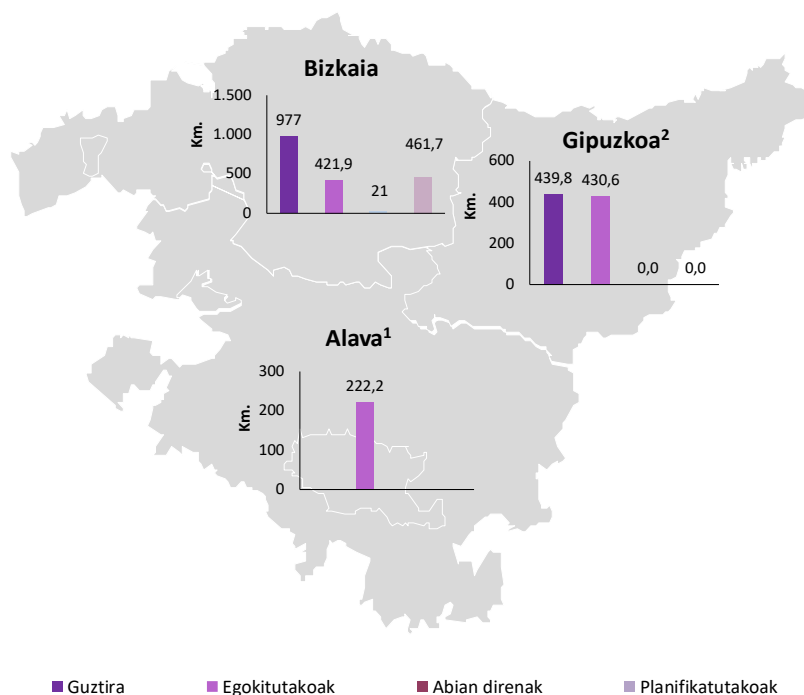 Bizkaia
1.500
1.000
500
0
Km.
977
421,9
21
461,7
Gipuzkoa²
600
400
200
0
Km.
439,8
430,6
0,0
0,0
Alava¹
300
200
100
0
Km.
222,2
Guztira
Egokitutakoak
Abian direnak
Planifikatutakoak